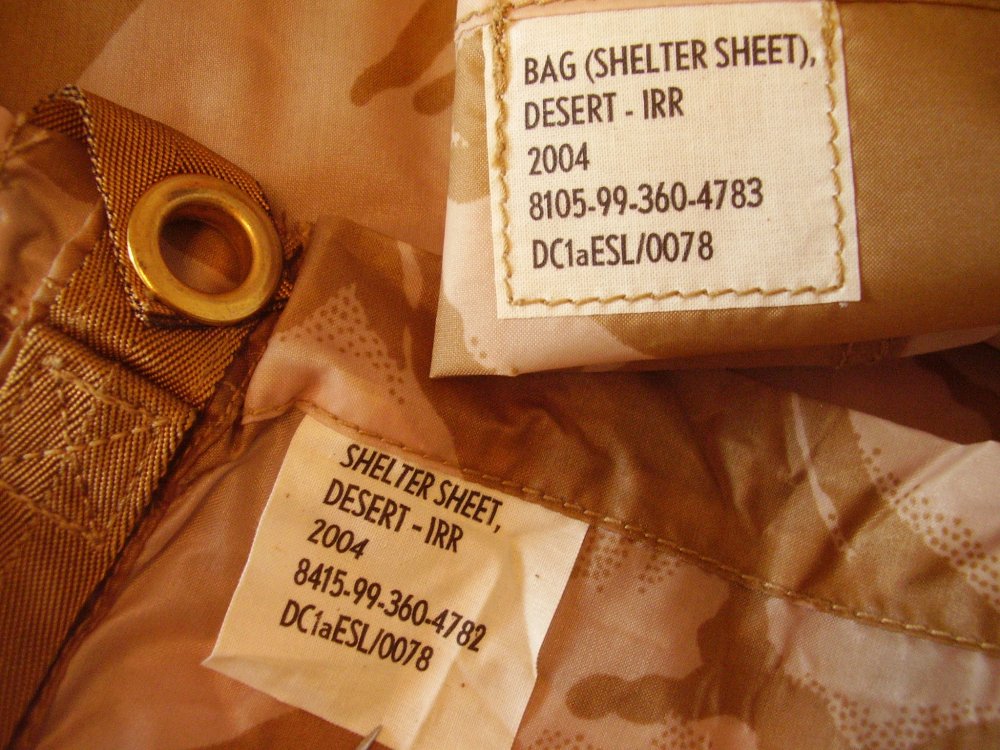 BAG (SHELTER SHEET),
DESERT - IRR
2004
8105-99-360-4783
DC1aESL/0078
SHELTER SHEET,
DESERT - IRR
2004
8415-99-360-4782
DC1aESL/0078